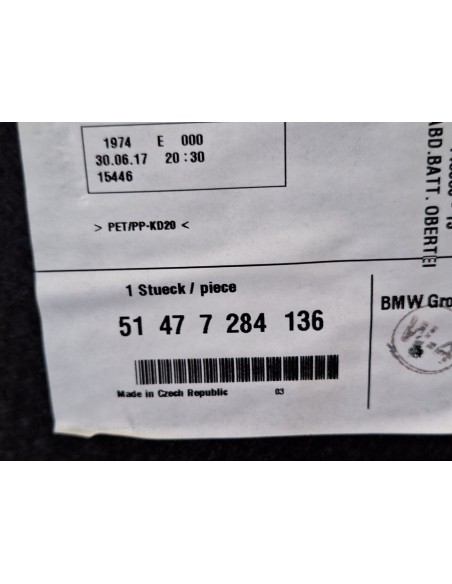 1974 E 000
30.06.17 20:30
15446
> PET/PP-KD20 <
ABD.BATT. OBERTEI
1 Stueck / piece
51 47 7 284 136
Made in Czech Republic 03
BMW Gro